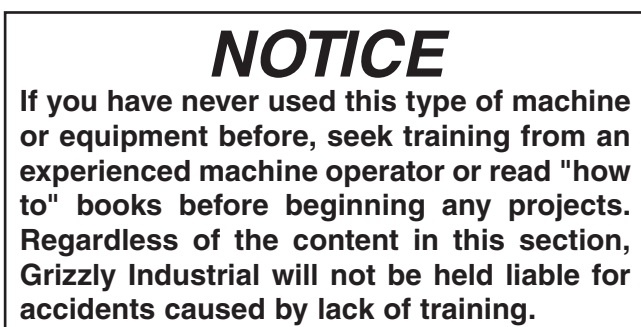 NOTICE
If you have never used this type of machine
or equipment before, seek training from an
experienced machine operator or read "how
to" books before beginning any projects.
Regardless of the content in this section,
Grizzly Industrial will not be held liable for
accidents caused by lack of training.